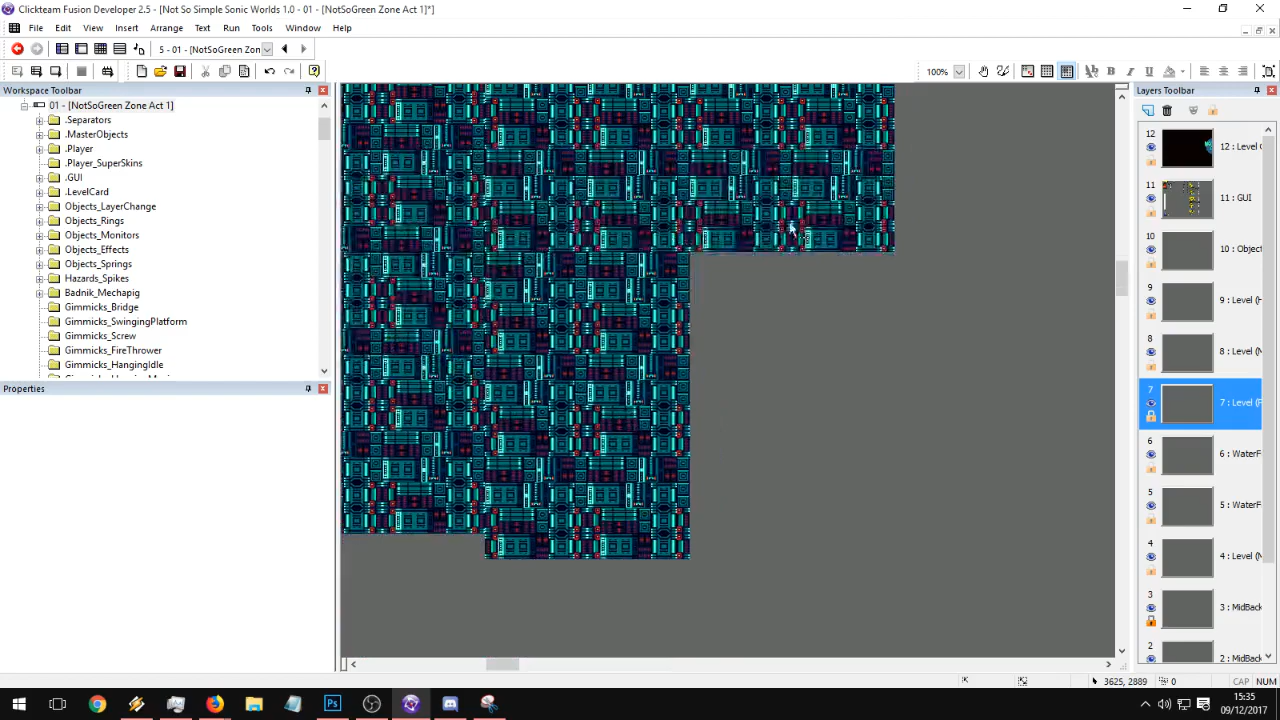 Clickteam Fusion Developer 2.5 - [Not So Simple Sonic Worlds 1.0 - 01 - [NotSoGreen Zone Act 1]*]
File Edit View Insert Arrange Text Run Tools Window Help
5 - 01 - [NotSoGreen Zon
100%
Workspace Toolbar
Layers Toolbar
01 - [NotSoGreen Zone Act 1]
.Separators
.MasterObjects
.Player
.Player_SuperSkins
.GUI
.LevelCard
Objects_LayerChange
Objects_Rings
Objects_Monitors
Objects_Effects
Objects_Springs
Hazards_Spikes
Badnik_Mechapig
Gimmicks_Bridge
Gimmicks_SwingingPlatform
Gimmicks_Screw
Gimmicks_FireThrower
Gimmicks_HangingIdle
Properties
12
12 : Level (
11
11 : GUI
10
10 : Object
9
9 : Level (
8
8 : Level (
7
7 : Level (F
6
6 : WaterF
5
5 : WaterF
4
4 : Level (
3
3 : MidBack
2
2 : MidBack
3625, 2889
0
CAP
NUM
15:35
09/12/2017